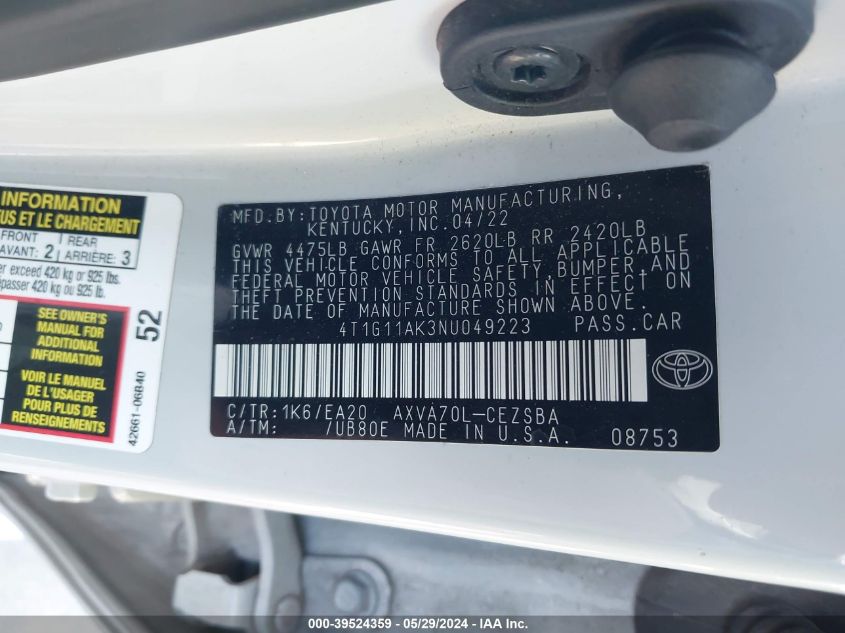 INFORMATION
US ET LE CHARGEMENT
FRONT
AVANT: 2
REAR
ARRIÈRE: 3
exceed 420 kg or 925 lbs.
passer 420 kg ou 925 lb.
SEE OWNER'S
MANUAL FOR
ADDITIONAL
INFORMATION
VOIR LE MANUEL
DE L'USAGER
POUR PLUS DE
RENSEIGNEMENTS
52
42661-06B40
MFD.BY:TOYOTA MOTOR MANUFACTURING,
KENTUCKY,INC.04/22
GVWR 4475LB GAWR FR 2620LB RR 2420LB
THIS VEHICLE CONFORMS TO ALL APPLICABLE
FEDERAL MOTOR VEHICLE SAFETY,BUMPER,AND
THEFT PREVENTION STANDARDS IN EFFECT ON
THE DATE OF MANUFACTURE SHOWN ABOVE.
4T1G11AK3NU049223 PASS.CAR
C/TR:1K6/EA20 AXVA70L-CEZSBA
A/TM: /UB80E MADE IN U.S.A. 08753
000-39524359 - 05/29/2024 - IAAI.COM